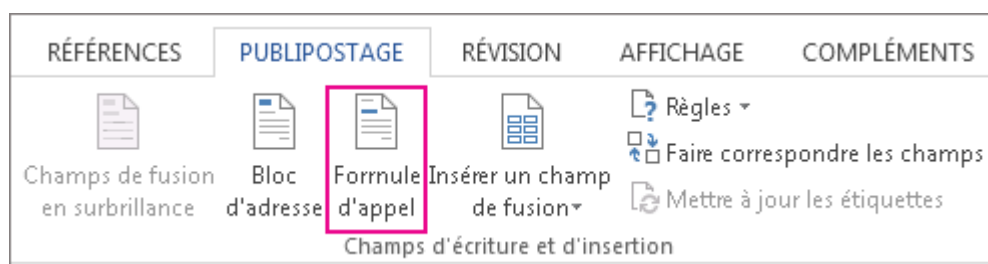 RÉFÉRENCES PUBLIPOSTAGE RÉVISION AFFICHAGE COMPLÉMENTS
Champs de fusion
en surbrillance
Bloc
d'adresse
Formule
d'appel
Insérer un champ
de fusion
Règles
Faire correspondre les champs
Mettre à jour les étiquettes
Champs d'écriture et d'insertion